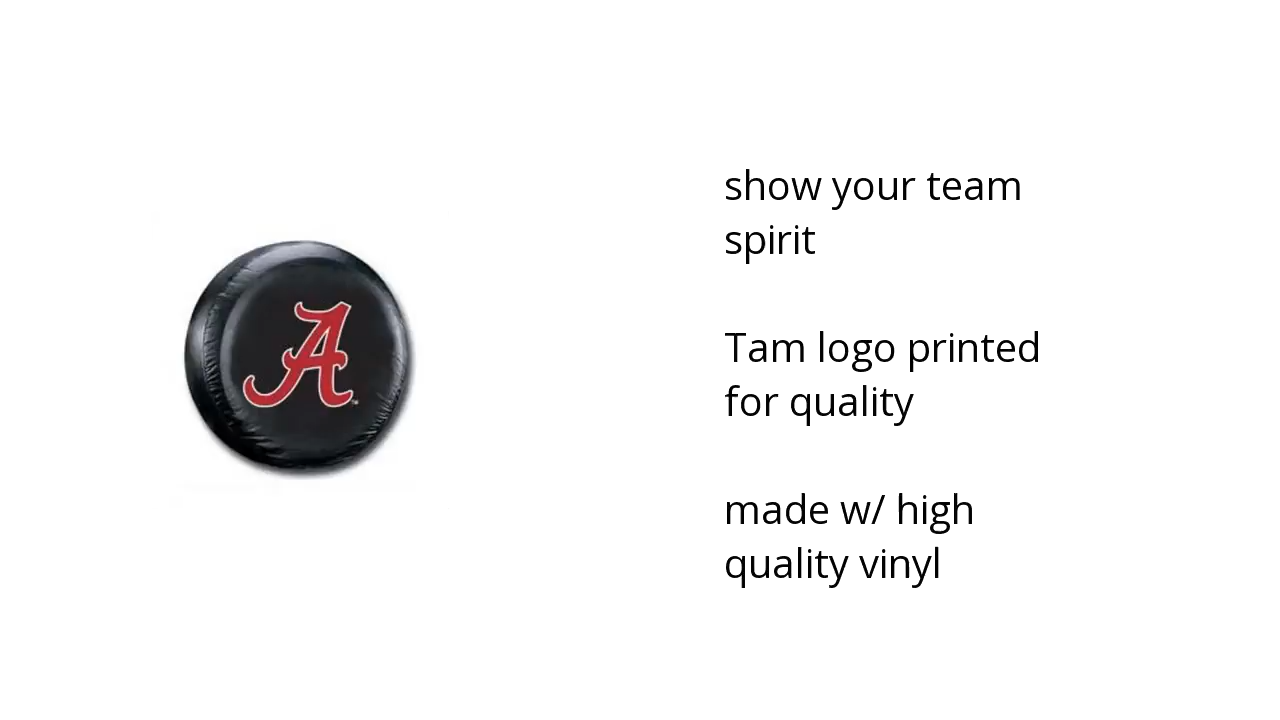 A
show your team
spirit
Tam logo printed
for quality
made w/ high
quality vinyl